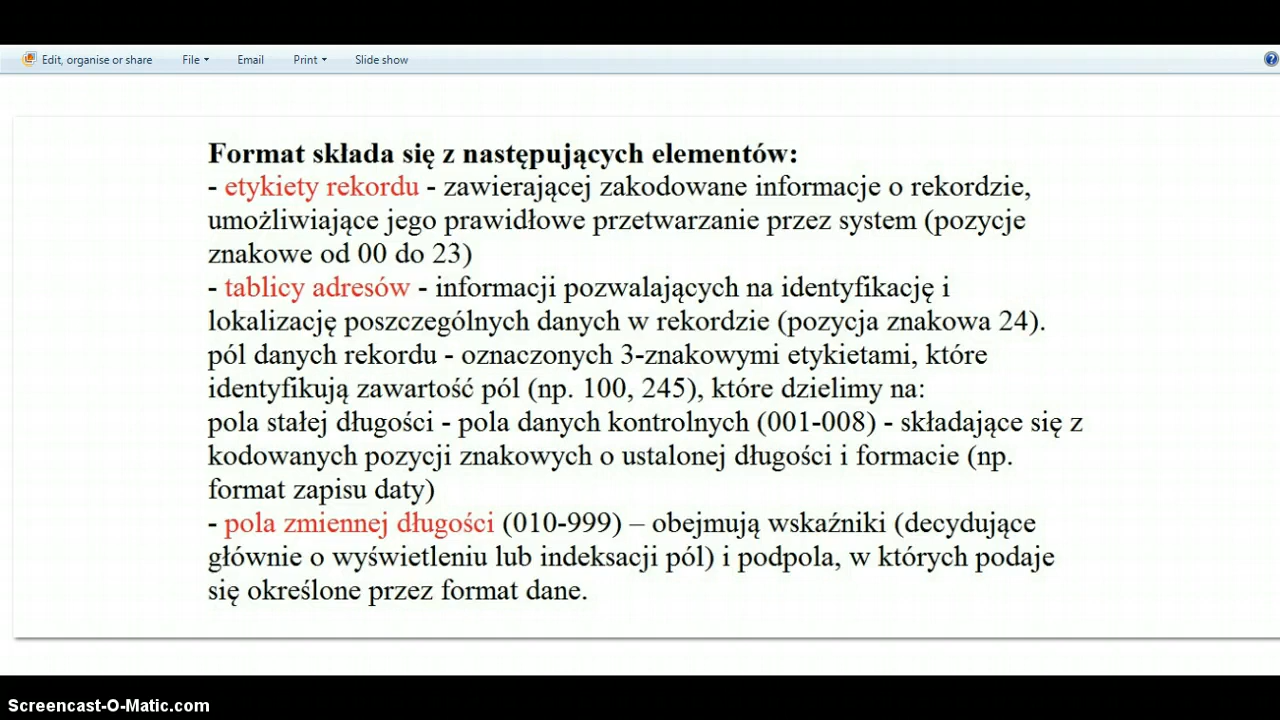 Edit, organise or share File Email Print Slide show
Format składa się z następujących elementów:
- etykiety rekordu - zawierającej zakodowane informacje o rekordzie,
umożliwiające jego prawidłowe przetwarzanie przez system (pozycje
znakowe od 00 do 23)
- tablicy adresów - informacji pozwalających na identyfikację i
lokalizację poszczególnych danych w rekordzie (pozycja znakowa 24).
pól danych rekordu - oznaczonych 3-znakowymi etykietami, które
identyfikują zawartość pól (np. 100, 245), które dzielimy na:
pola stałej długości - pola danych kontrolnych (001-008) - składające się z
kodowanych pozycji znakowych o ustalonej długości i formacie (np.
format zapisu daty)
- pola zmiennej długości (010-999) – obejmują wskaźniki (decydujące
głównie o wyświetleniu lub indeksacji pól) i podpola, w których podaje
się określone przez format dane.
Screencast-O-Matic.com